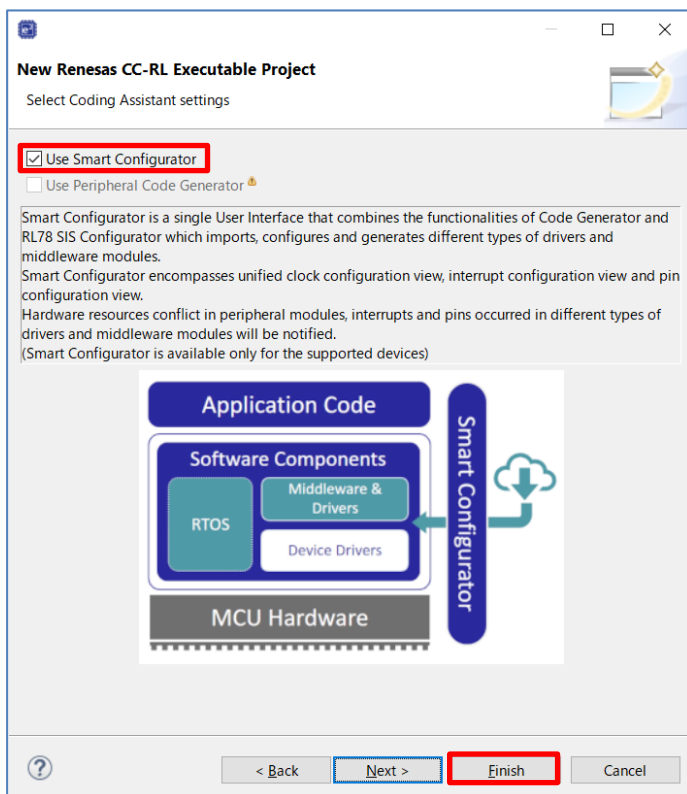 New Renesas CC-RL Executable Project
Select Coding Assistant settings
Use Smart Configurator
Use Peripheral Code Generator
Smart Configurator is a single User Interface that combines the functionalities of Code Generator and
RL78 SIS Configurator which imports, configures and generates different types of drivers and
middleware modules.
Smart Configurator encompasses unified clock configuration view, interrupt configuration view and pin
configuration view.
Hardware resources conflict in peripheral modules, interrupts and pins occurred in different types of
drivers and middleware modules will be notified.
(Smart Configurator is available only for the supported devices)
Application Code
Software Components
RTOS
Middleware &
Drivers
Device Drivers
MCU Hardware
Smart Configurator
< Back
Next >
Finish
Cancel